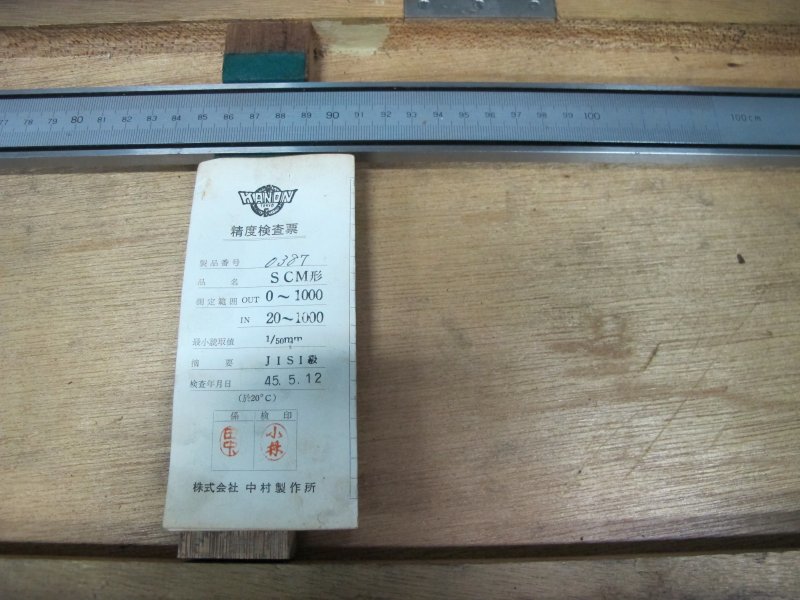 77 78 79 80 81 82 83 84 85 86 87 88 89 90 91 92 93 94 95 96 97 98 99 100 100cm
KANON
TOKYO
精度検査票
製品番号 0387
品名 SCM形
測定範囲 OUT 0～1000
IN 20～1000
最小読取値 1/50mm
摘要 JIS1級
検査年月日 45.5.12
(於20°C)
係 検印
小林
株式会社 中村製作所